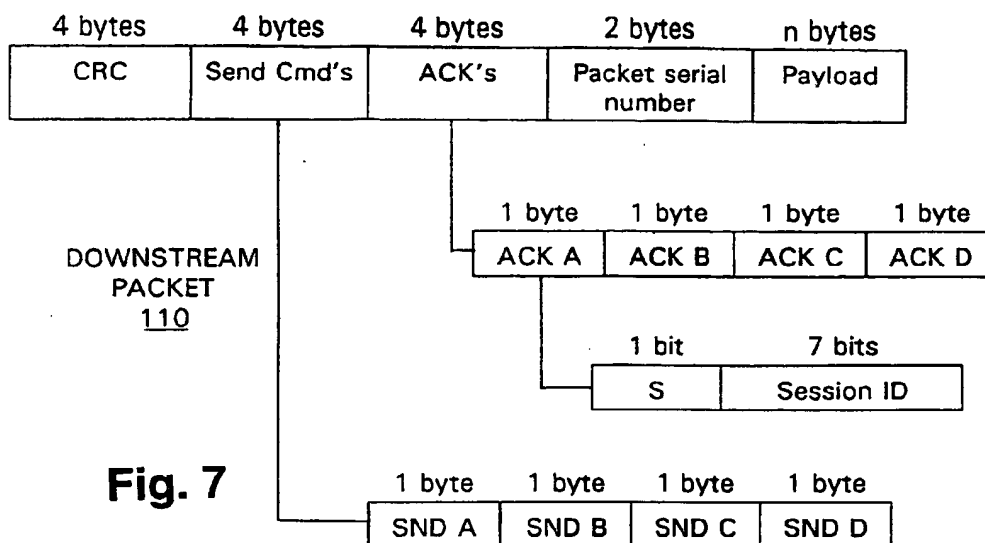 4 bytes 4 bytes 4 bytes 2 bytes n bytes
CRC Send Cmd's ACK's Packet serial number Payload
1 byte 1 byte 1 byte 1 byte
ACK A ACK B ACK C ACK D
DOWNSTREAM
PACKET
110
1 bit 7 bits
S Session ID
Fig. 7
1 byte 1 byte 1 byte 1 byte
SND A SND B SND C SND D